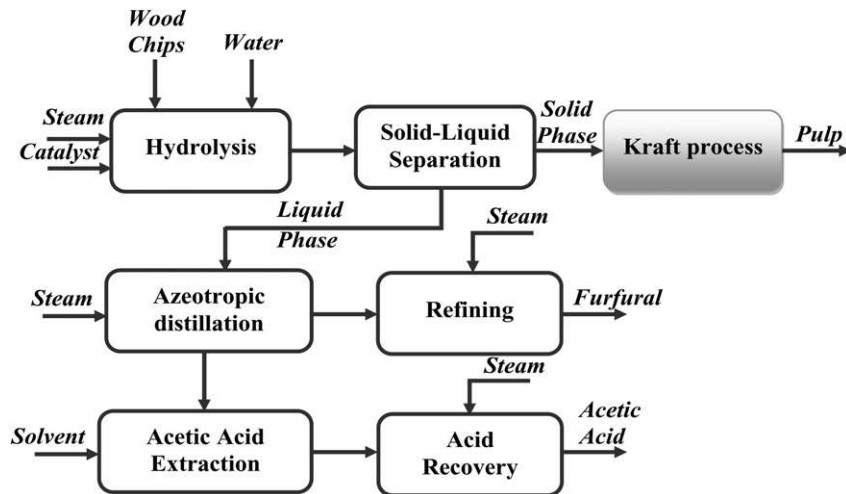 Wood
Chips
Water
Steam
Catalyst
Hydrolysis
Solid-Liquid
Separation
Solid
Phase
Kraft process
Pulp
Liquid
Phase
Steam
Steam
Azeotropic
distillation
Refining
Furfural
Steam
Solvent
Acetic Acid
Extraction
Acid
Recovery
Acetic
Acid